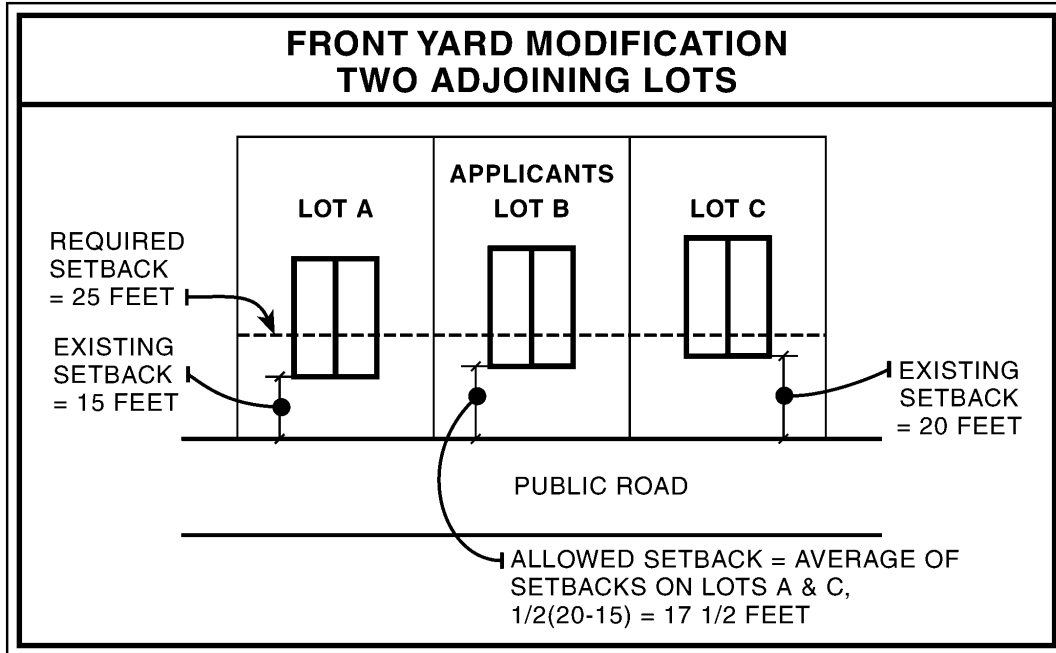 FRONT YARD MODIFICATION
TWO ADJOINING LOTS
APPLICANTS
LOT A
LOT B
LOT C
REQUIRED
SETBACK
= 25 FEET
EXISTING
SETBACK
= 15 FEET
EXISTING
SETBACK
= 20 FEET
PUBLIC ROAD
ALLOWED SETBACK = AVERAGE OF
SETBACKS ON LOTS A & C,
1/2(20-15) = 17 1/2 FEET